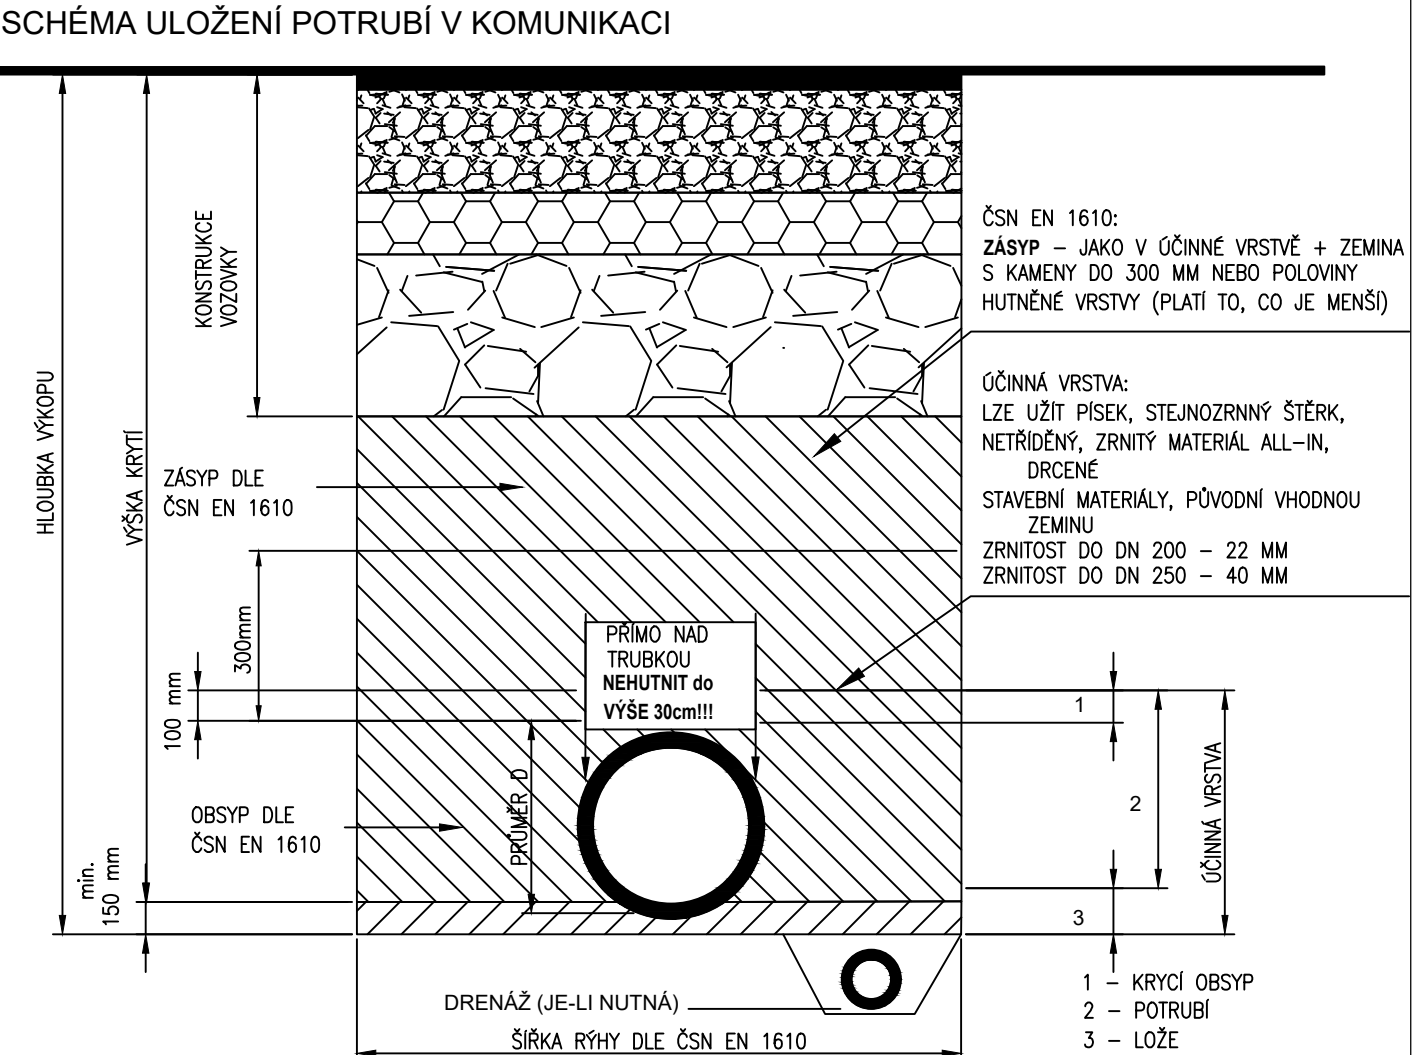 SCHÉMA ULOŽENÍ POTRUBÍ V KOMUNIKACI
HLOUBKA VÝKOPU
VÝŠKA KRYTÍ
KONSTRUKCE
VOZOVKY
ZÁSYP DLE
ČSN EN 1610
300mm
100 mm
OBSYP DLE
ČSN EN 1610
min.
150 mm
PRŮMĚR D
PŘÍMO NAD
TRUBKOU
NEHUTNIT do
VÝŠE 30cm!!!
ČSN EN 1610:
ZÁSYP – JAKO V ÚČINNÉ VRSTVĚ + ZEMINA
S KAMENY DO 300 MM NEBO POLOVINY
HUTNĚNÉ VRSTVY (PLATÍ TO, CO JE MENŠÍ)
ÚČINNÁ VRSTVA:
LZE UŽÍT PÍSEK, STEJNOZRNNÝ ŠTĚRK,
NETŘÍDĚNÝ, ZRNITÝ MATERIÁL ALL–IN,
DRCENÉ
STAVEBNÍ MATERIÁLY, PŮVODNÍ VHODNOU
ZEMINU
ZRNITOST DO DN 200 – 22 MM
ZRNITOST DO DN 250 – 40 MM
1
2
3
ÚČINNÁ VRSTVA
1 – KRYCÍ OBSYP
2 – POTRUBÍ
3 – LOŽE
DRENÁŽ (JE-LI NUTNÁ)
ŠÍŘKA RÝHY DLE ČSN EN 1610